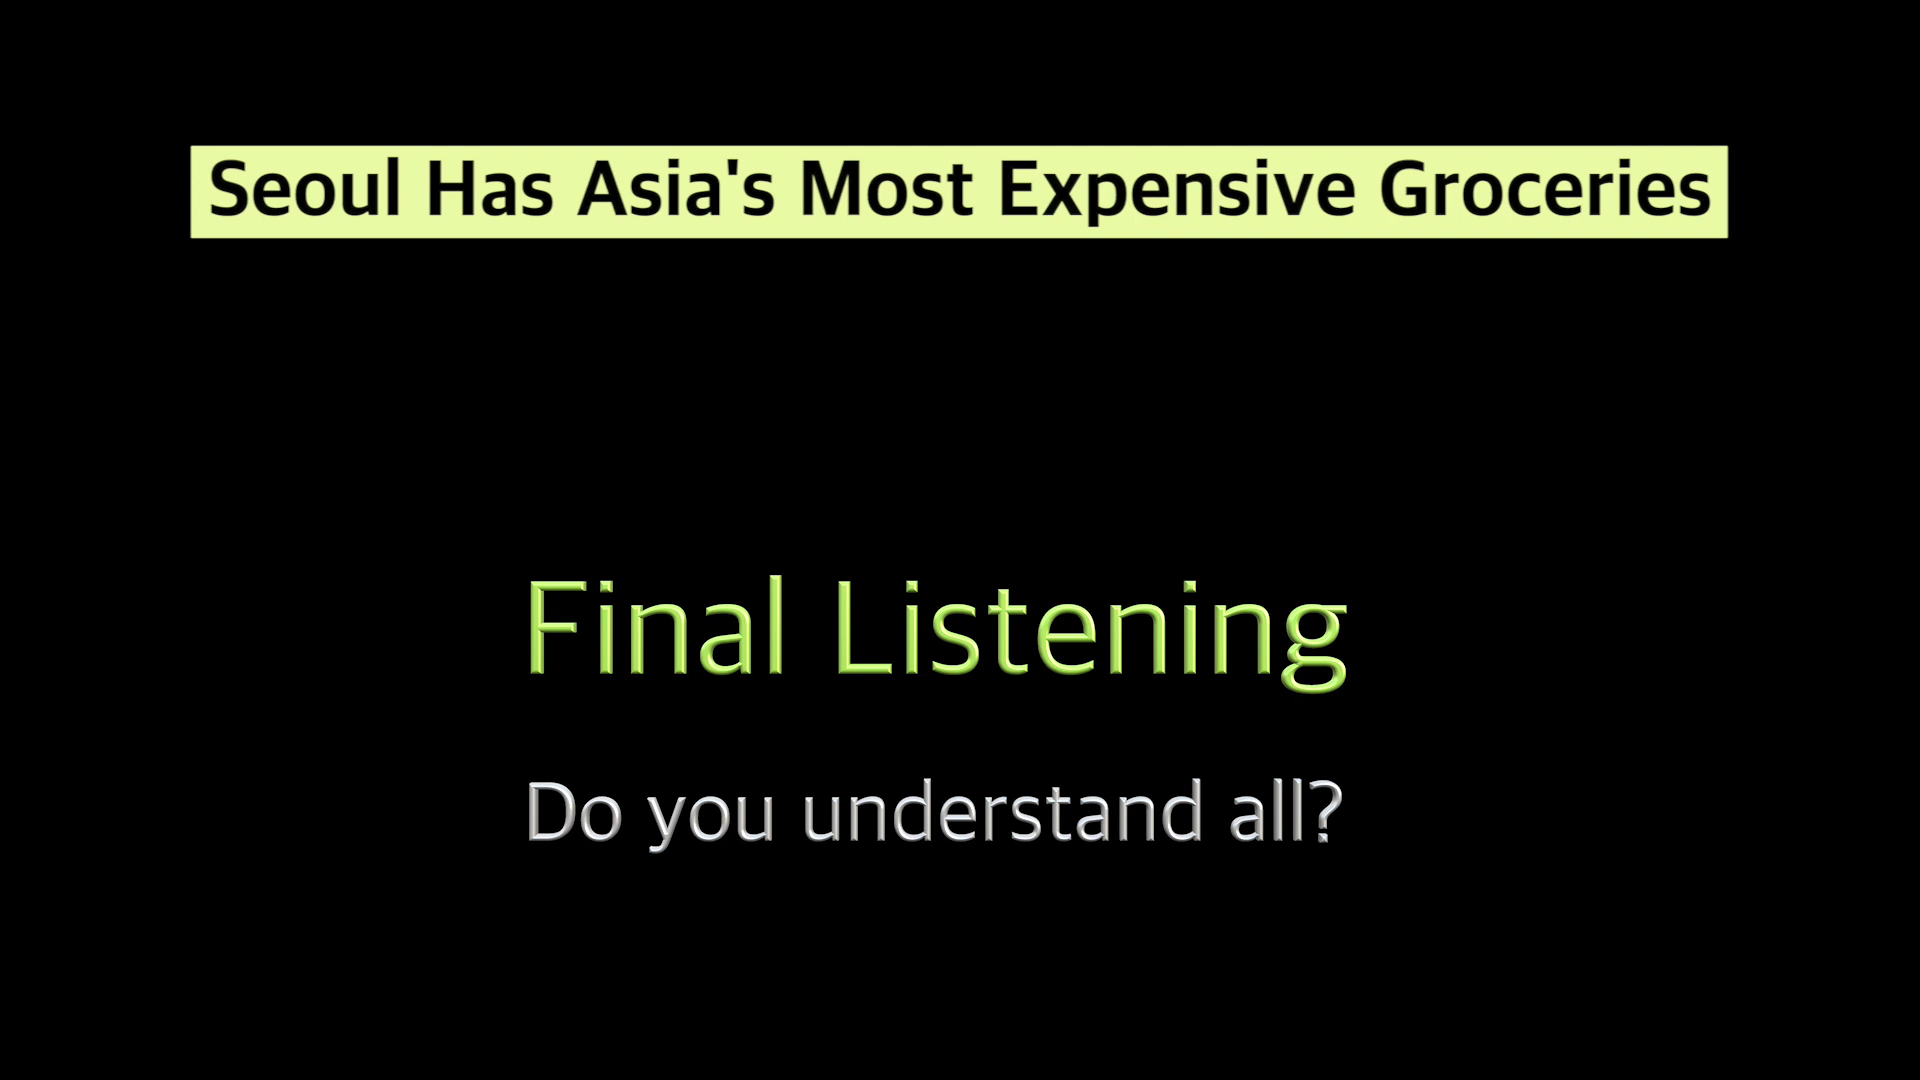 Seoul Has Asia's Most Expensive Groceries
Final Listening
Do you understand all?